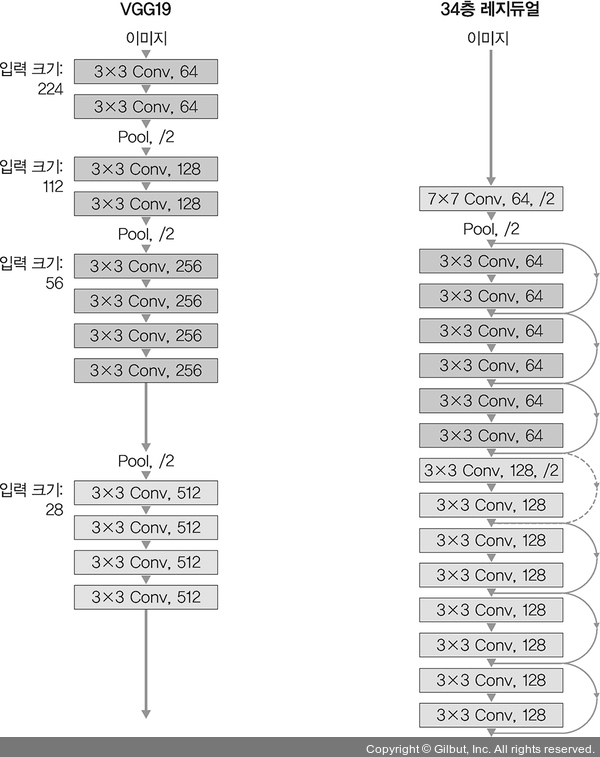 VGG19
이미지
입력 크기:
224
3×3 Conv, 64
3×3 Conv, 64
Pool, /2
입력 크기:
112
3×3 Conv, 128
3×3 Conv, 128
Pool, /2
입력 크기:
56
3×3 Conv, 256
3×3 Conv, 256
3×3 Conv, 256
3×3 Conv, 256
Pool, /2
입력 크기:
28
3×3 Conv, 512
3×3 Conv, 512
3×3 Conv, 512
3×3 Conv, 512
34층 레지듀얼
이미지
7×7 Conv, 64, /2
Pool, /2
3×3 Conv, 64
3×3 Conv, 64
3×3 Conv, 64
3×3 Conv, 64
3×3 Conv, 64
3×3 Conv, 64
3×3 Conv, 128, /2
3×3 Conv, 128
3×3 Conv, 128
3×3 Conv, 128
3×3 Conv, 128
3×3 Conv, 128
3×3 Conv, 128
3×3 Conv, 128
Copyright © Gilbut, Inc. All rights reserved.